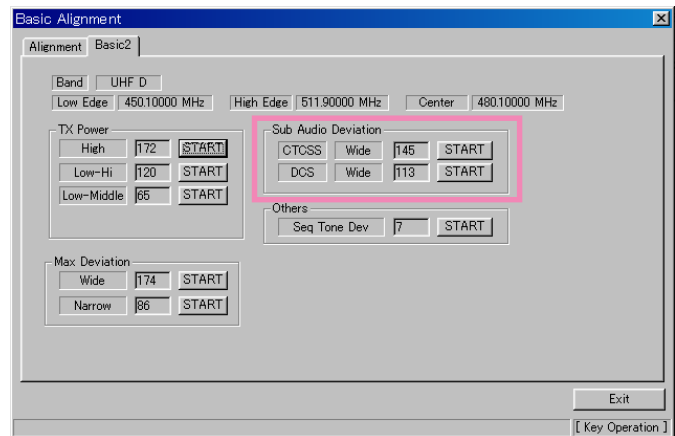 Basic Alignment
Alignment Basic2
Band UHF D
Low Edge 450.10000 MHz High Edge 511.90000 MHz Center 480.10000 MHz
TX Power
High 172 START
Low-Hi 120 START
Low-Middle 65 START
Sub Audio Deviation
CTCSS Wide 145 START
DCS Wide 113 START
Others
Seq Tone Dev 7 START
Max Deviation
Wide 174 START
Narrow 86 START
Exit
[ Key Operation ]